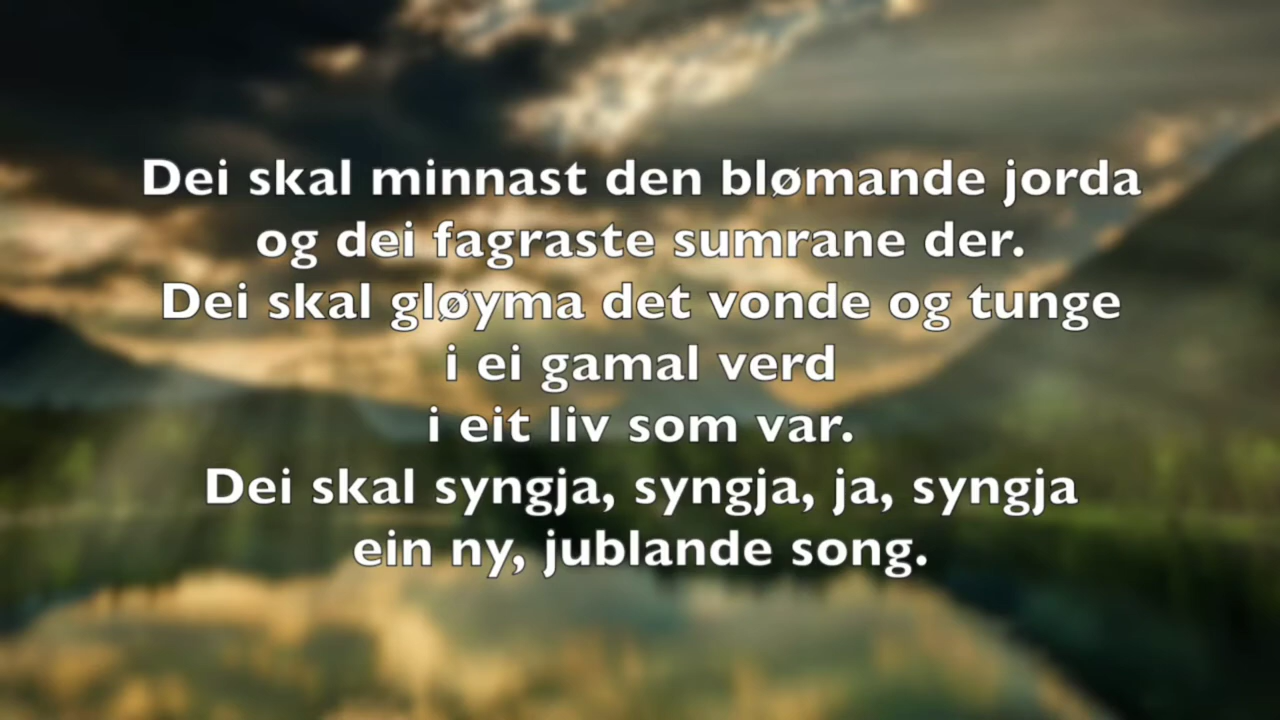 Dei skal minnast den blømande jorda
og dei fagraste sumrane der.
Dei skal gløyma det vonde og tunge
i ei gamal verd
i eit liv som var.
Dei skal syngja, syngja, ja, syngja
ein ny, jublande song.